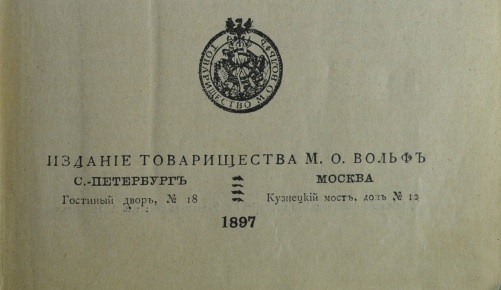 ТОВАРИЩЕСТВО М О ВОЛЬФЪ
ИЗДАНІЕ ТОВАРИЩЕСТВА М. О. ВОЛЬФЪ
С.-ПЕТЕРБУРГЪ МОСКВА
Гостиный дворъ, № 18 Кузнецкій мостъ, домъ № 12
1897